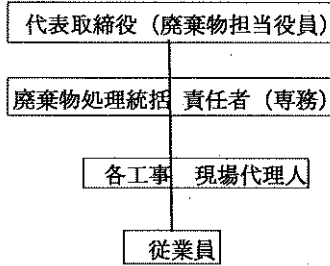 代表取締役（廃棄物担当役員）
廃棄物処理統括 責任者（専務）
各工事 現場代理人
従業員